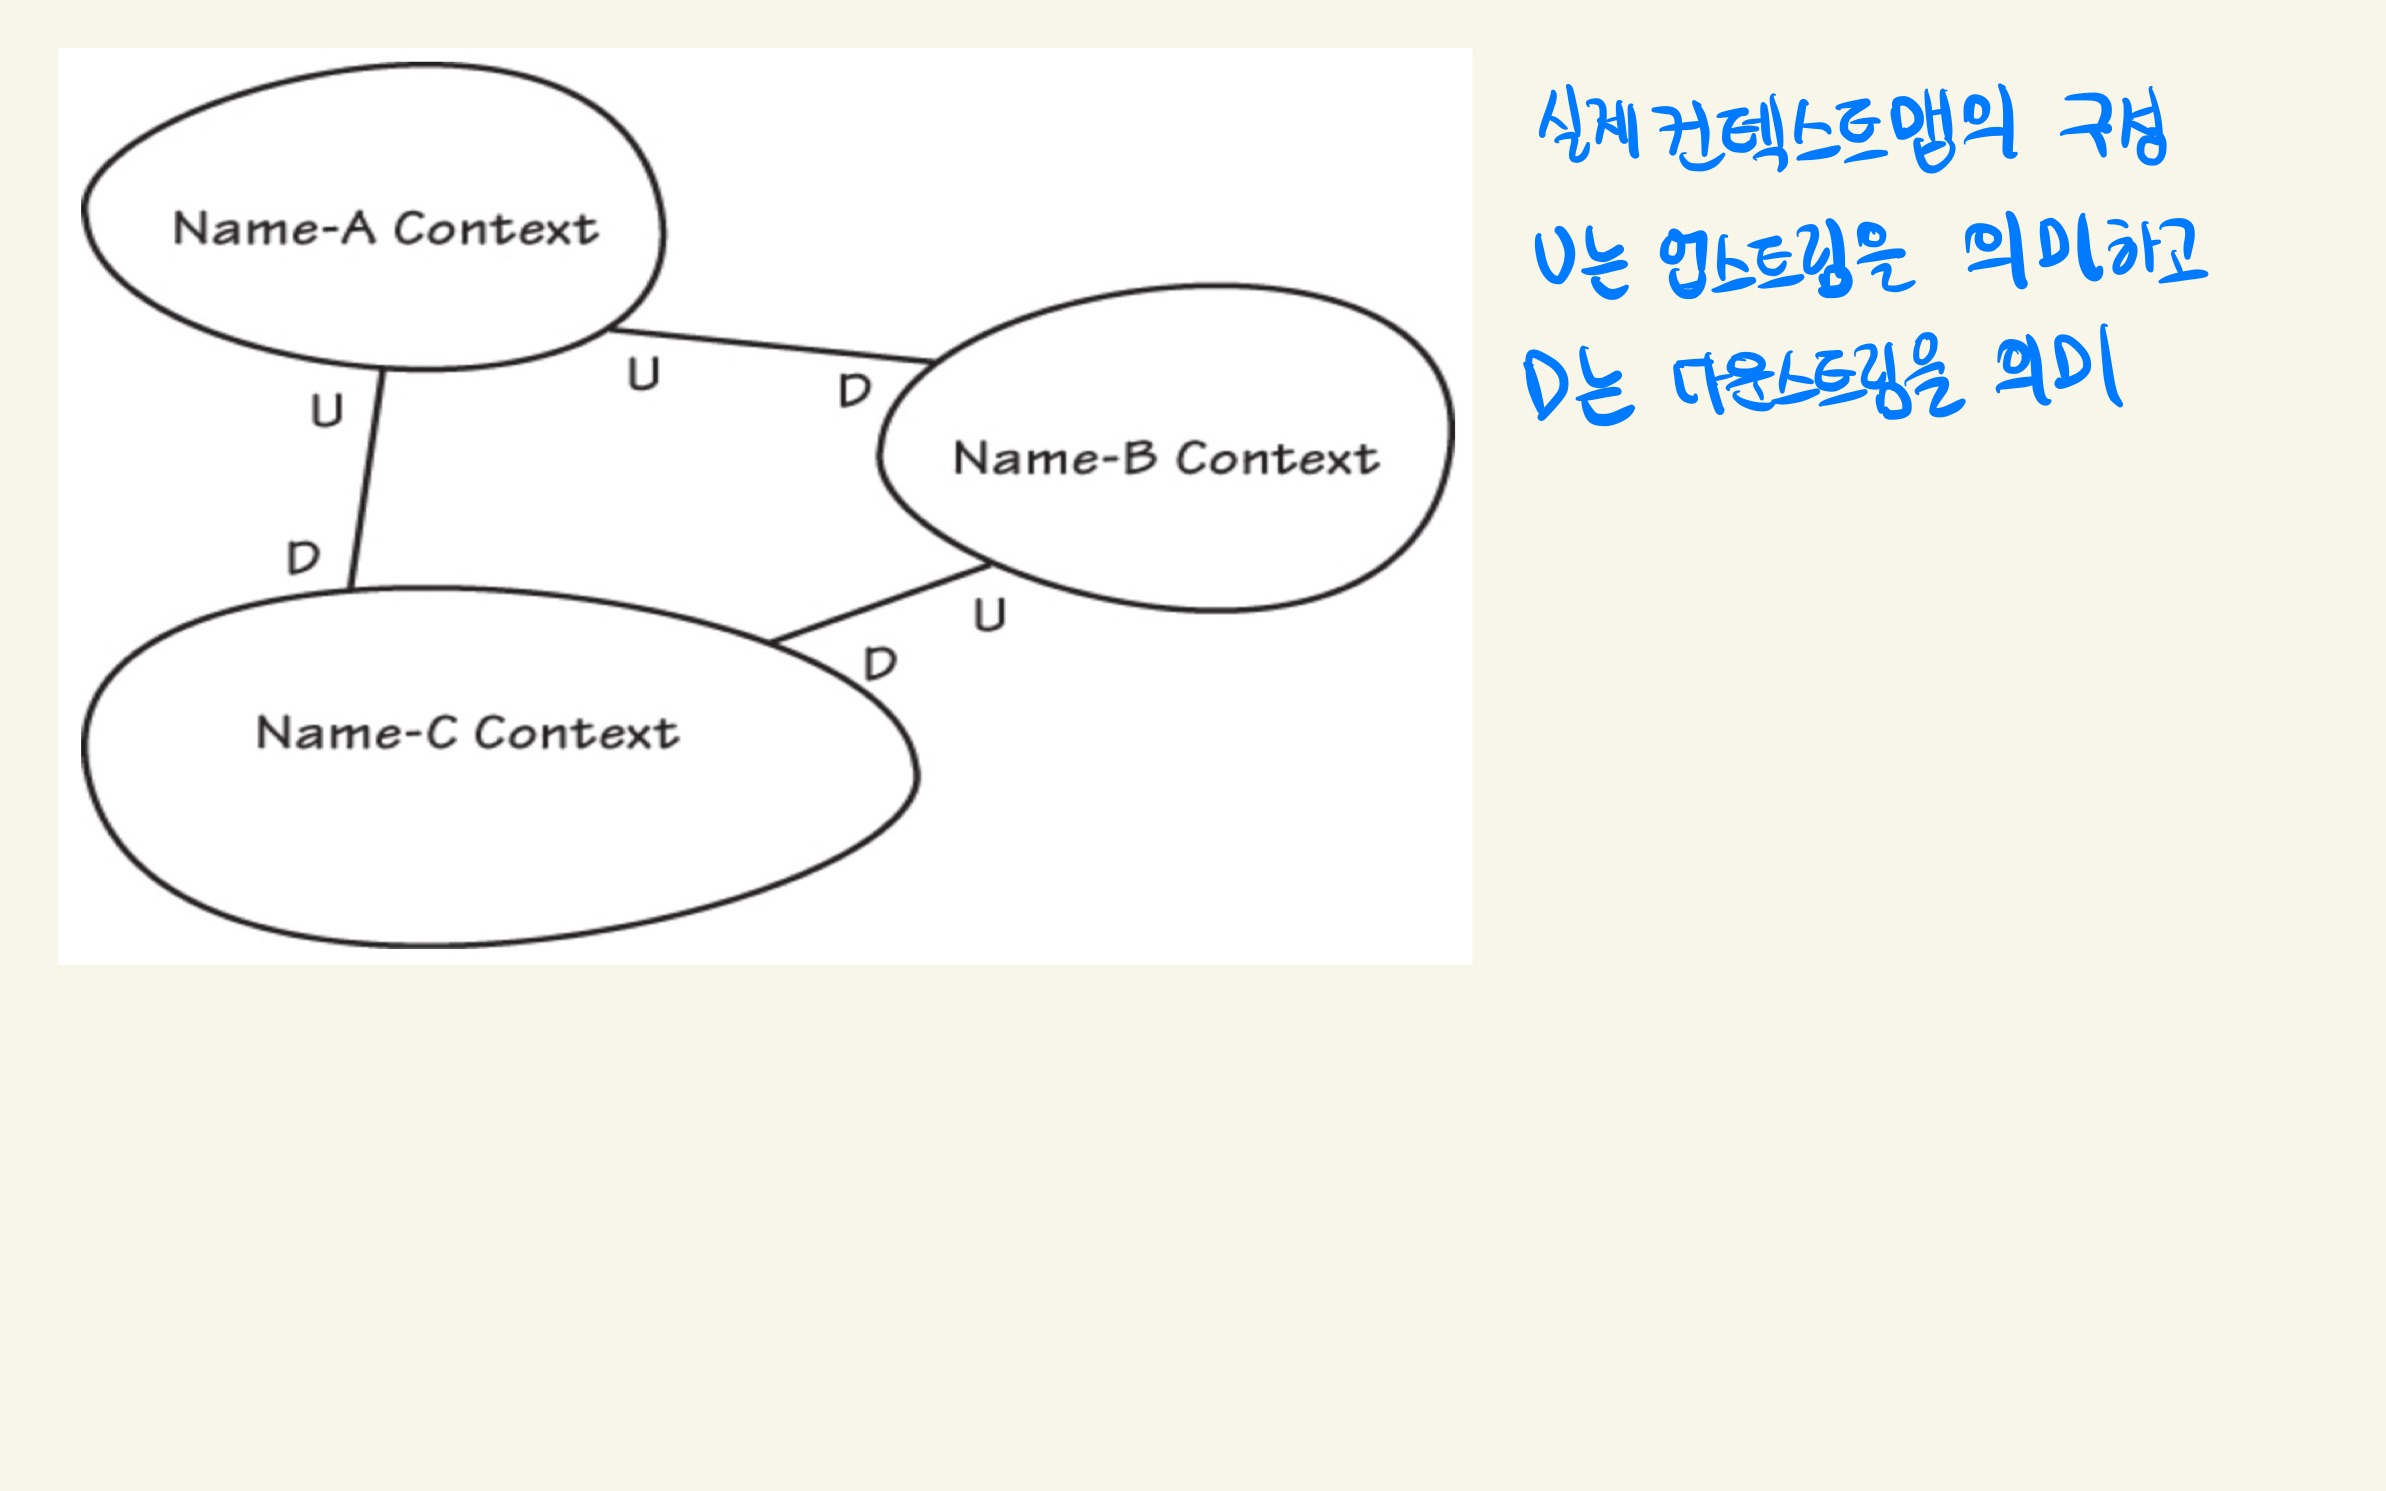 Name-A Context
U
D
U
D
Name-B Context
U
D
Name-C Context
실제 컨텍스트맵의 구성
U는 업스트림을 의미하고
D는 다운스트림을 의미